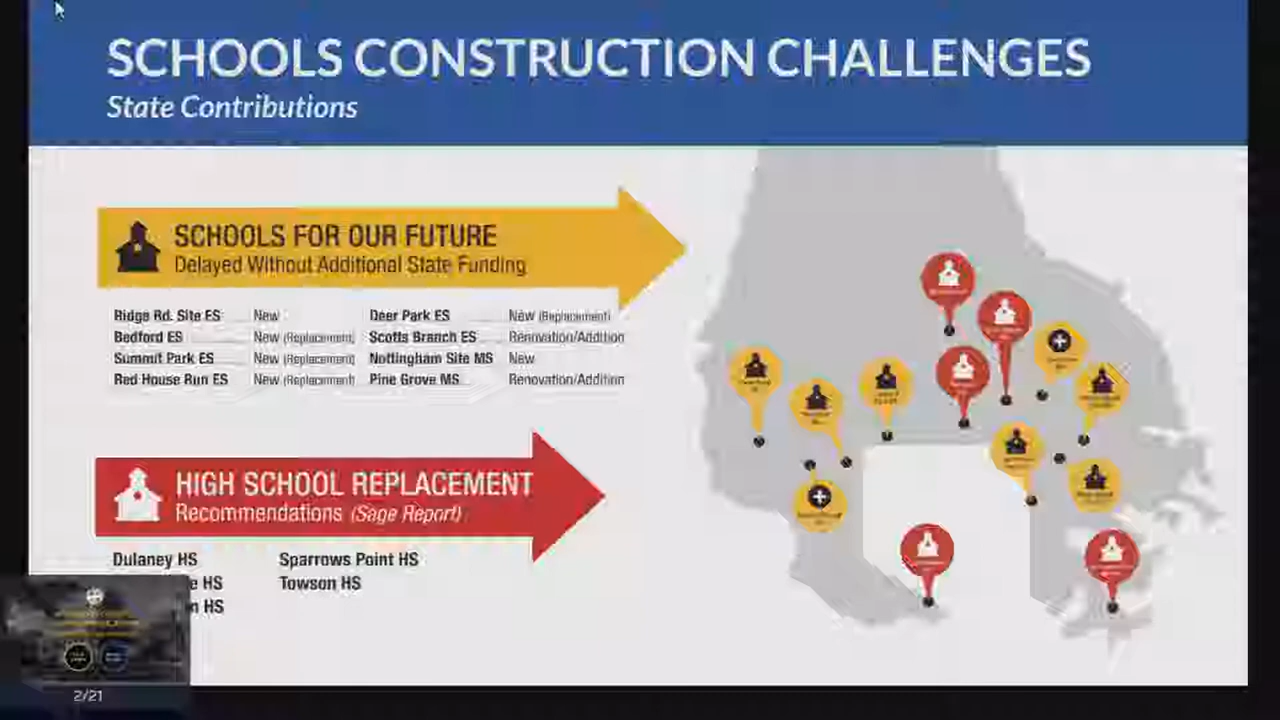 SCHOOLS CONSTRUCTION CHALLENGES
State Contributions
SCHOOLS FOR OUR FUTURE
Delayed Without Additional State Funding
Ridge Rd. Site ES New Deer Park ES New (Replacement)
Bedford ES New (Replacement) Scotts Branch ES Renovation/Addition
Summit Park ES New (Replacement) Nottingham Site MS New
Red House Run ES New (Replacement) Pine Grove MS Renovation/Addition
HIGH SCHOOL REPLACEMENT
Recommendations (Sage Report)
Dulaney HS Sparrows Point HS
HS Towson HS
HS
2/21